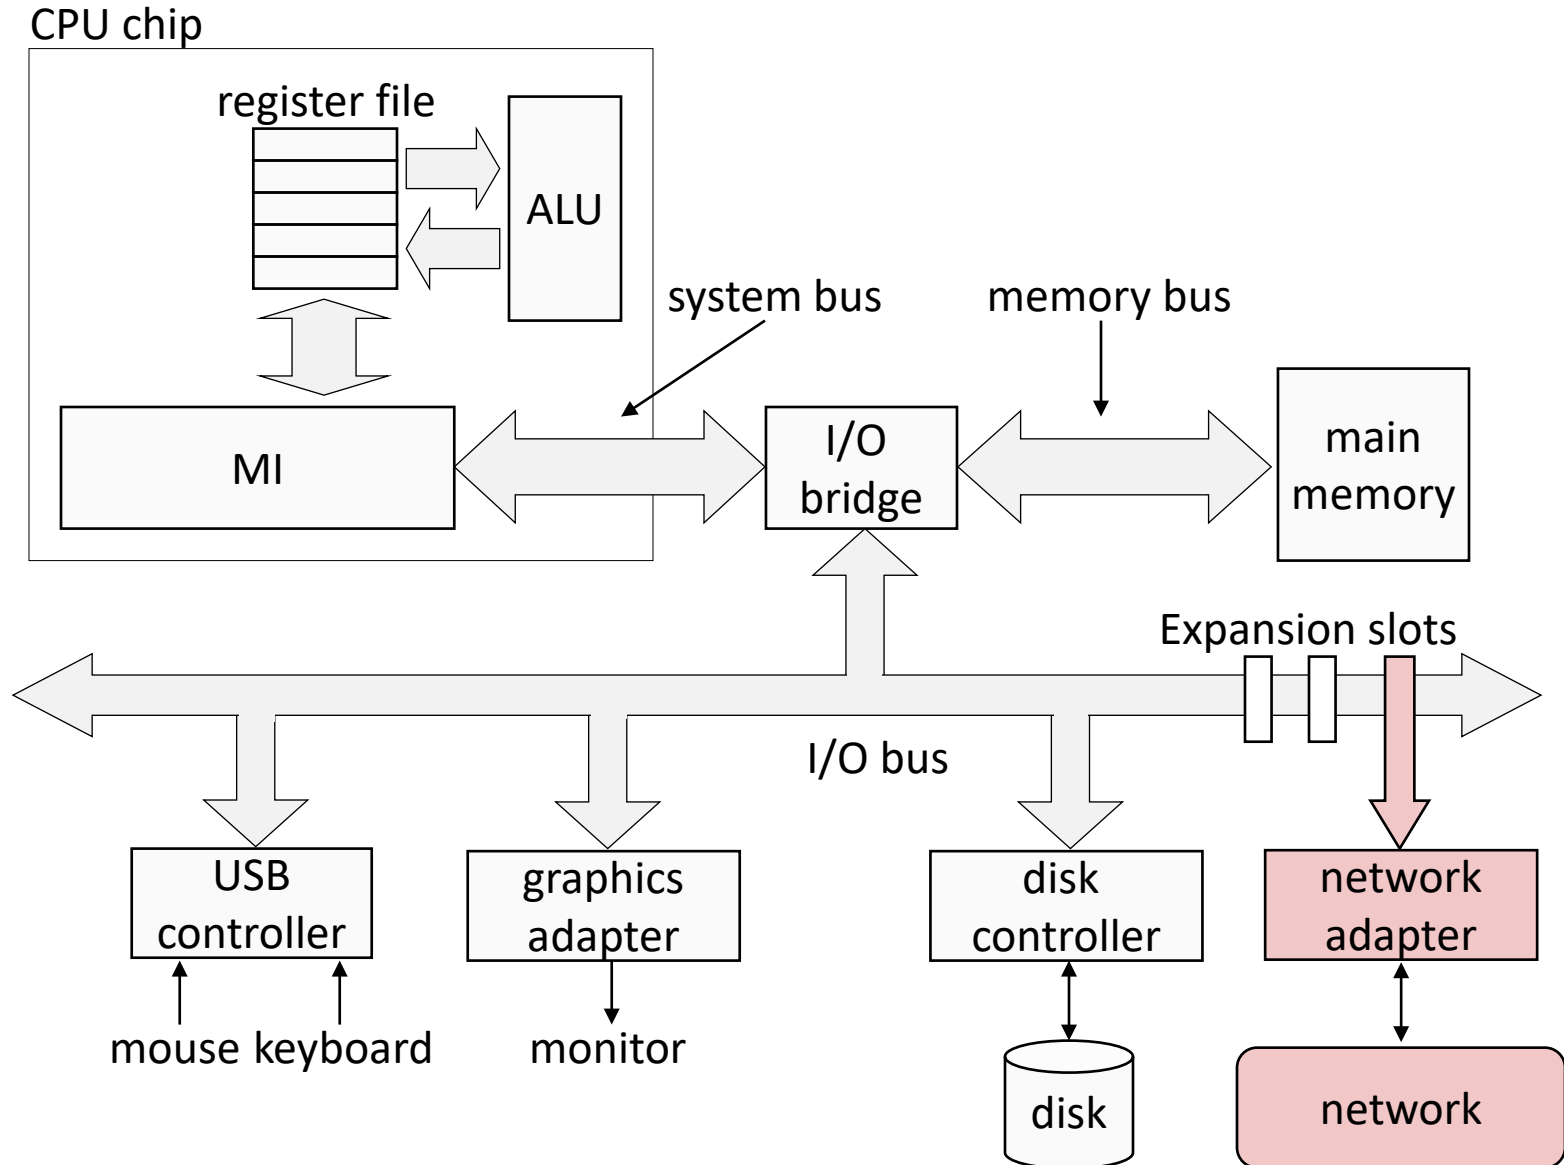 CPU chip
register file
ALU
system bus
memory bus
MI
I/O
bridge
main
memory
Expansion slots
I/O bus
USB
controller
graphics
adapter
disk
controller
network
adapter
mouse keyboard
monitor
disk
network